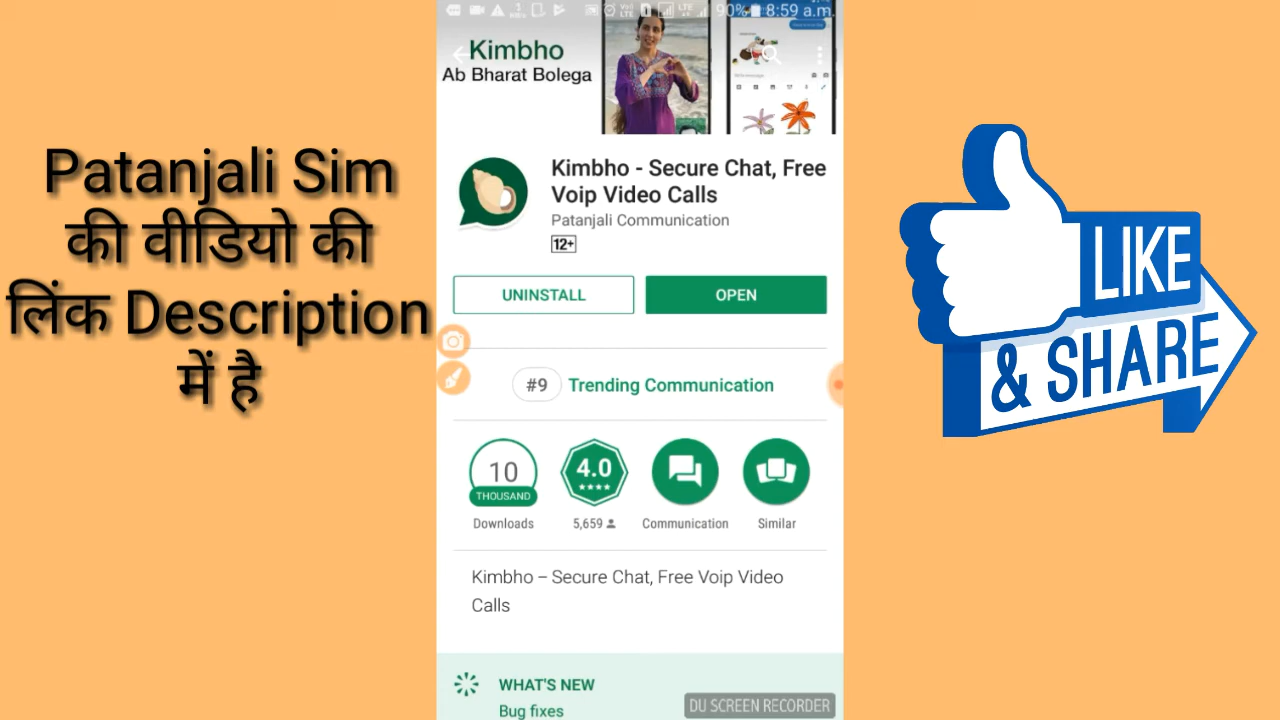 Patanjali Sim
की वीडियो की
लिंक Description
में है
90% 8:59 a.m.
Kimbho
Ab Bharat Bolega
Kimbho - Secure Chat, Free
Voip Video Calls
Patanjali Communication
12+
UNINSTALL
OPEN
#9 Trending Communication
10
THOUSAND
Downloads
4.0
5,659
Communication
Similar
Kimbho – Secure Chat, Free Voip Video
Calls
WHAT'S NEW
Bug fixes
DU SCREEN RECORDER
LIKE
& SHARE